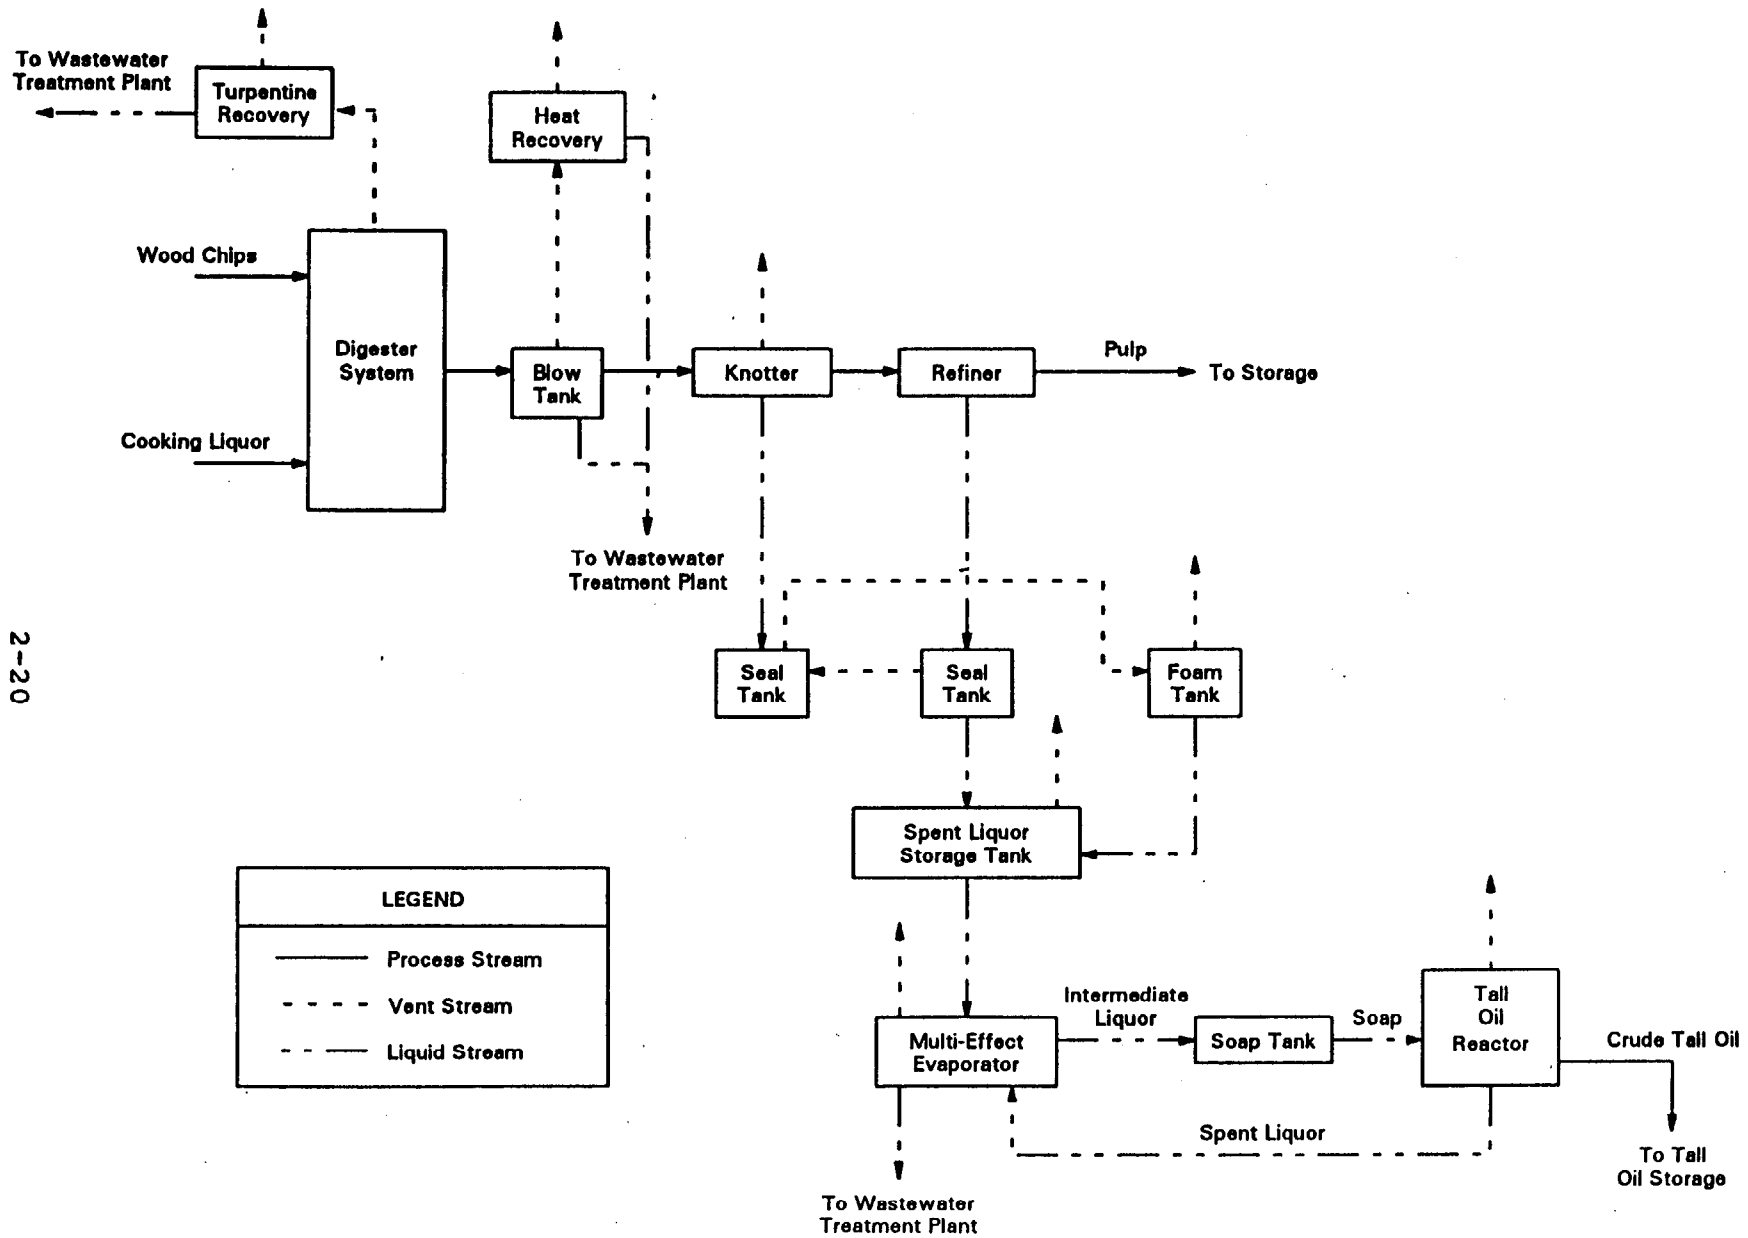 To Wastewater
Treatment Plant
Turpentine
Recovery
Heat
Recovery
Wood Chips
Digester
System
Cooking Liquor
Blow
Tank
Knotter
Refiner
Pulp
To Storage
To Wastewater
Treatment Plant
2-20
Seal
Tank
Seal
Tank
Foam
Tank
Spent Liquor
Storage Tank
LEGEND
Process Stream
Vent Stream
Liquid Stream
Multi-Effect
Evaporator
Intermediate
Liquor
Soap Tank
Soap
Tall
Oil
Reactor
Crude Tall Oil
Spent Liquor
To Tall
Oil Storage
To Wastewater
Treatment Plant